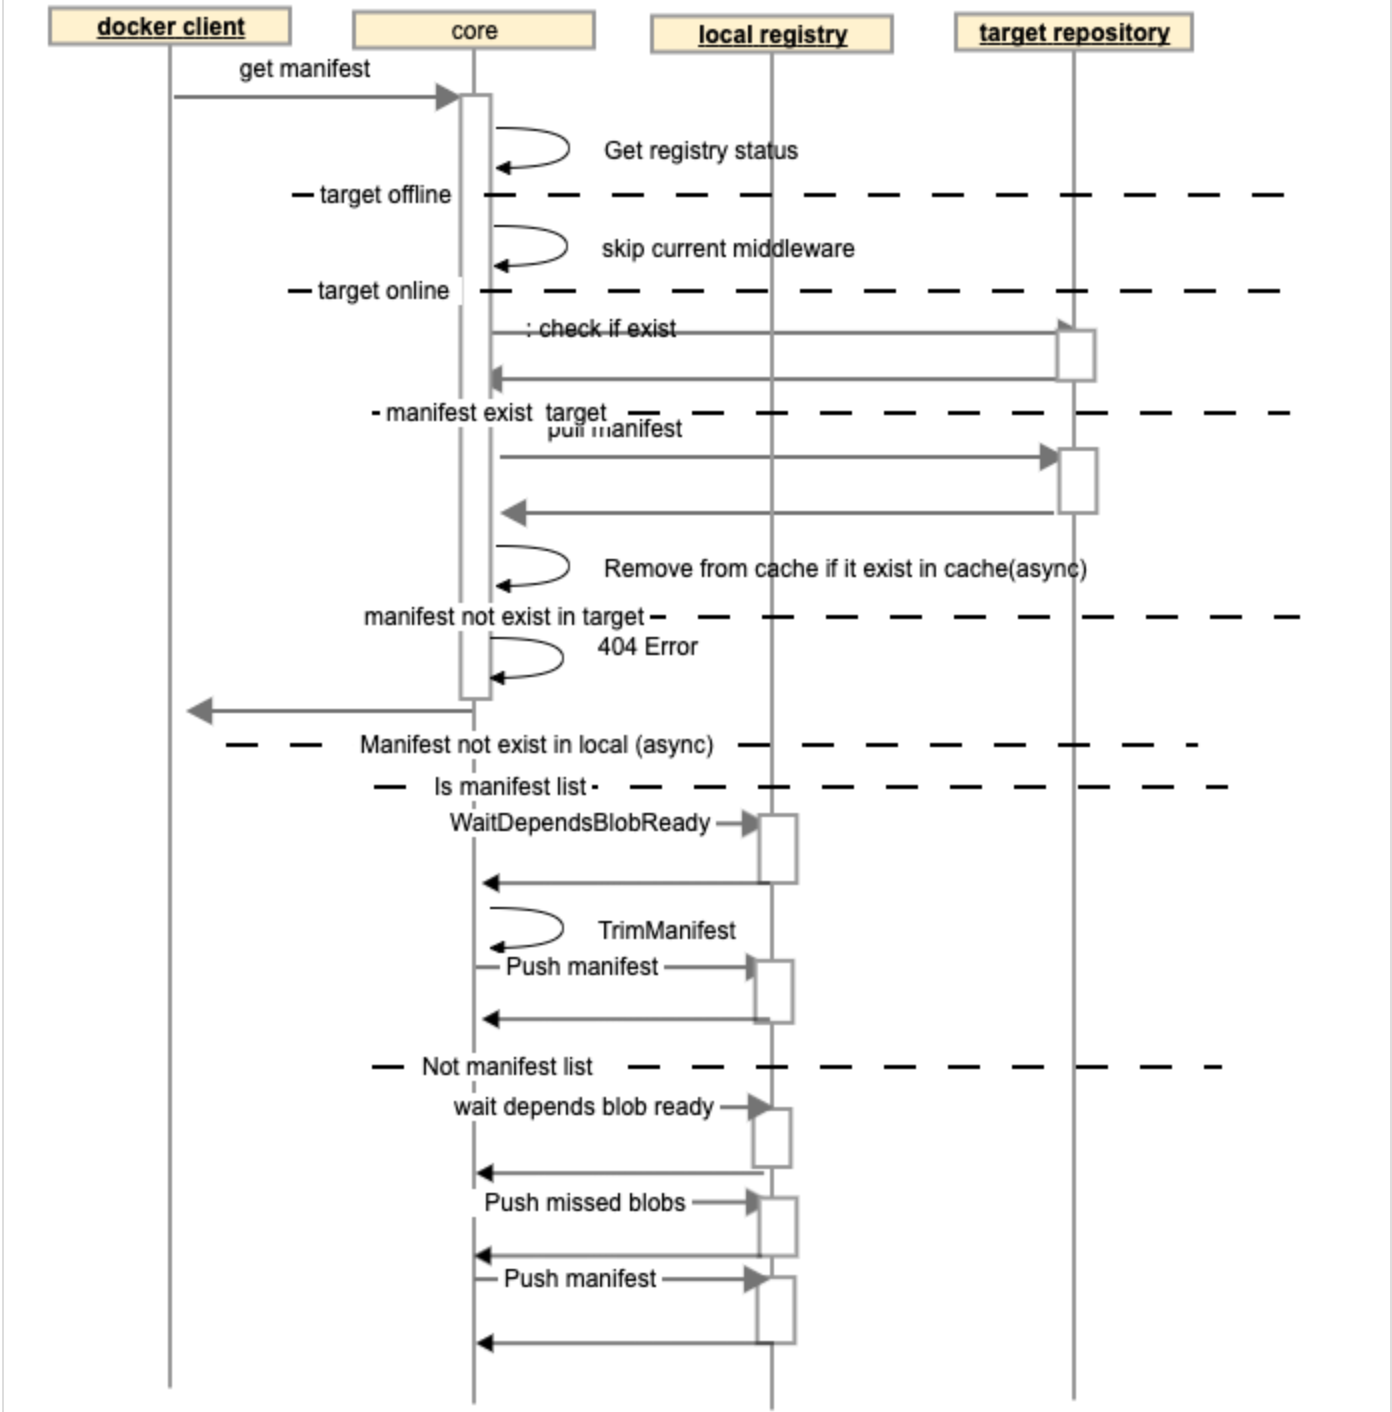 docker client
core
local registry
target repository
get manifest
Get registry status
target offline
skip current middleware
target online
: check if exist
manifest exist target
pull manifest
Remove from cache if it exist in cache(async)
manifest not exist in target
404 Error
Manifest not exist in local (async)
Is manifest list
WaitDependsBlobReady
TrimManifest
Push manifest
Not manifest list
wait depends blob ready
Push missed blobs
Push manifest